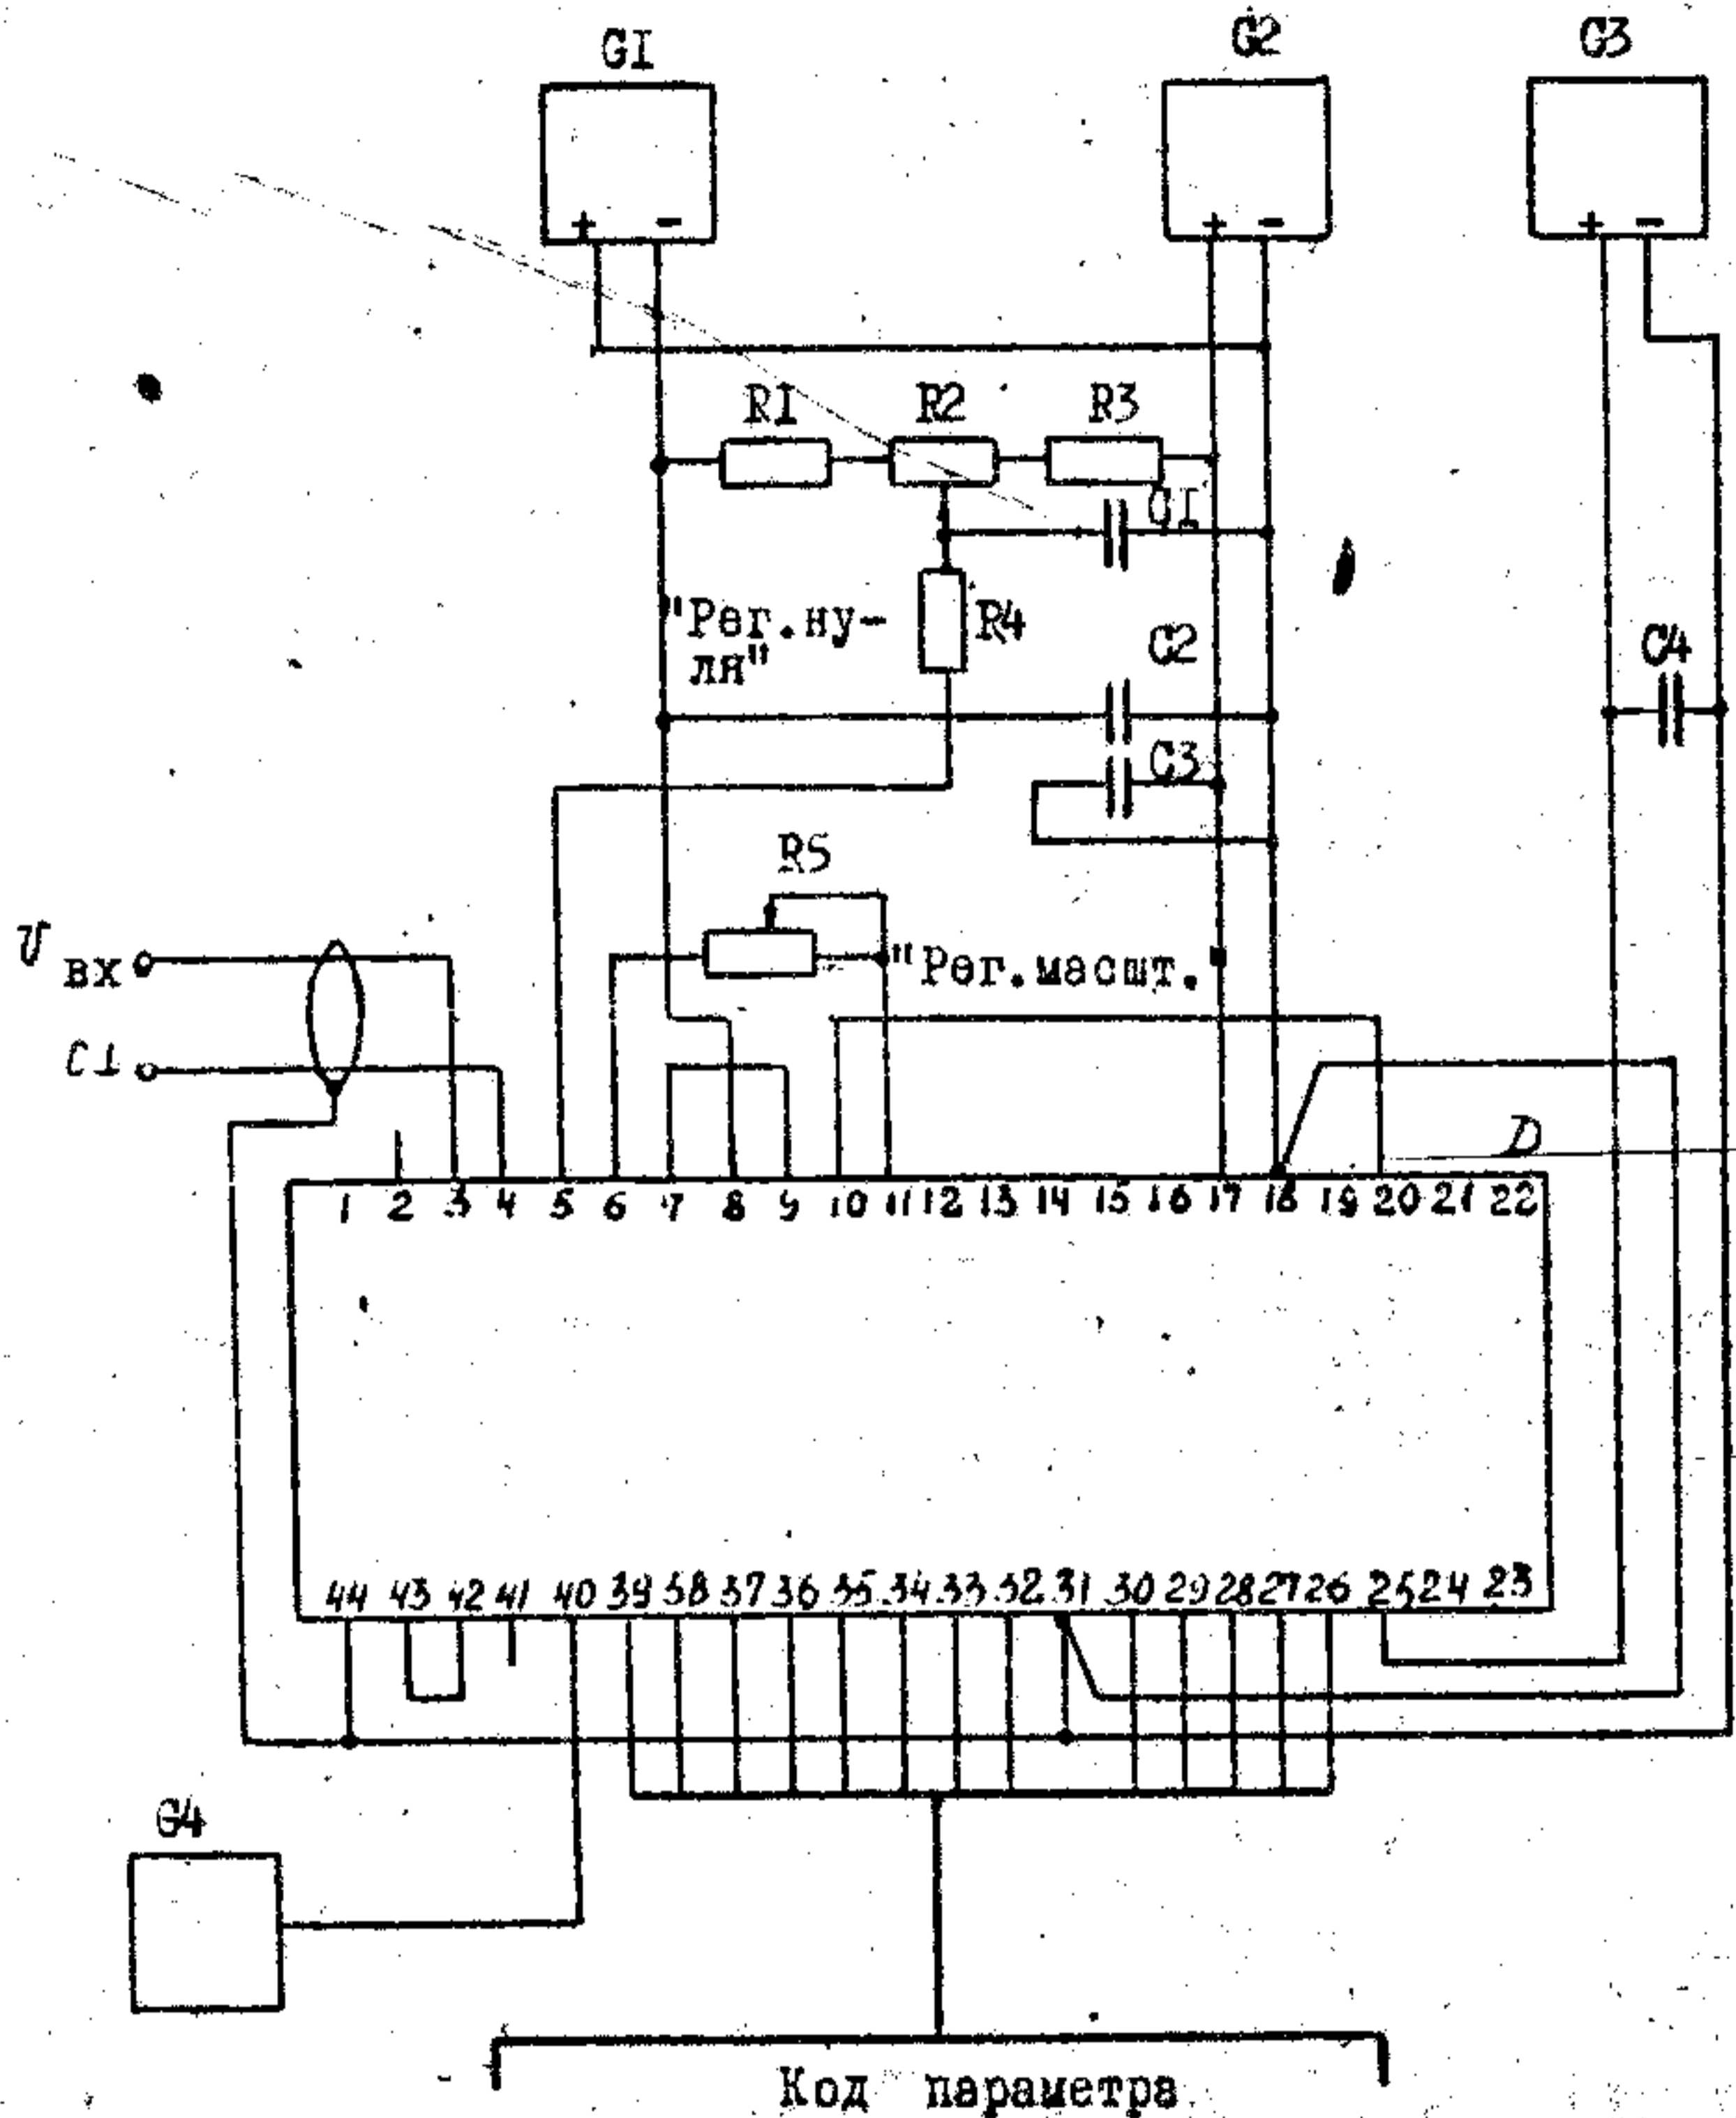 GI G2 G3
+ - + - + -
R1 R2 R3
C1
"Рег.ну-
ля"
R4
C2
C4
C3
R5
U вх
"Рег.масшт.
C⊥
D
1 2 3 4 5 6 7 8 9 10 11 12 13 14 15 16 17 18 19 20 21 22
44 43 42 41 40 39 38 37 36 35 34 33 32 31 30 29 28 27 26 25 24 23
G4
Код параметра